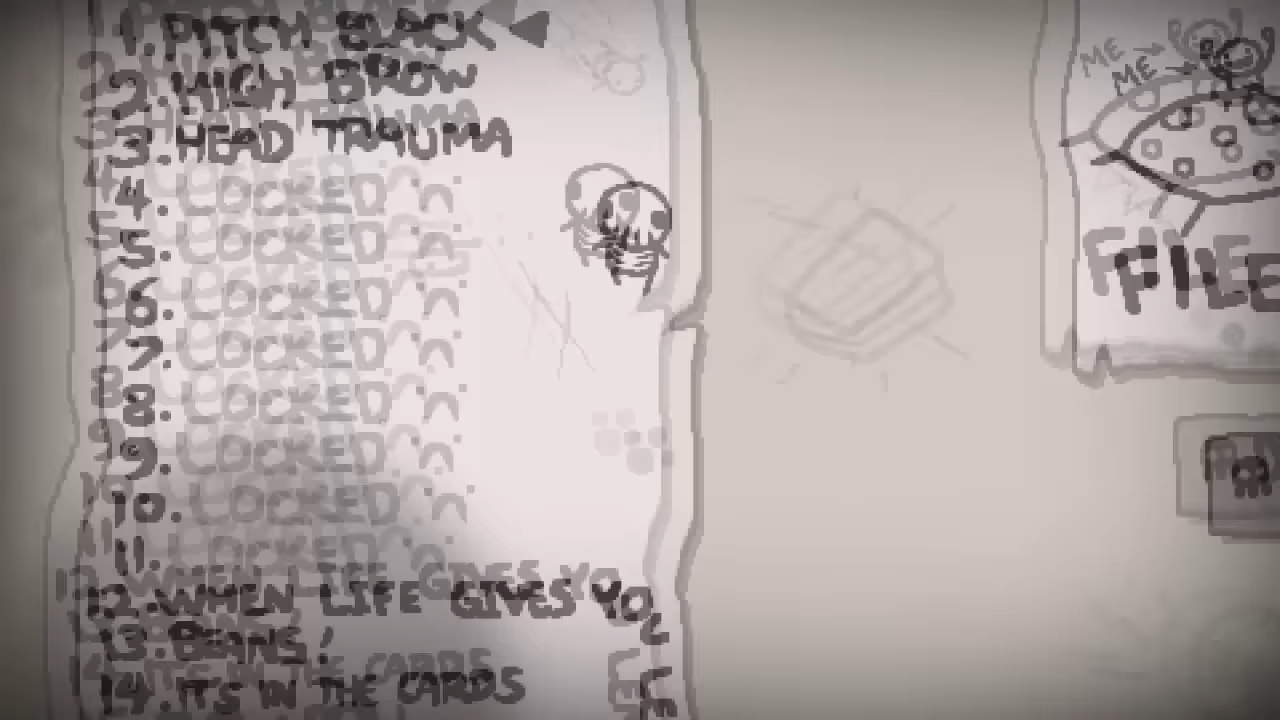 1. PITCH BLACK
2. HIGH BROW
3. HEAD TRAUMA
4. LOCKED :(
5.
6. LOCKED :(
7. LOCKED :(
8. LOCKED :(
9. LOCKED :(
10. LOCKED :(
11. LOCKED :(
12. WHEN LIFE GIVES YOU LE
13. BEANS!
14. IT'S IN THE CARDS
ME
ME
FILE